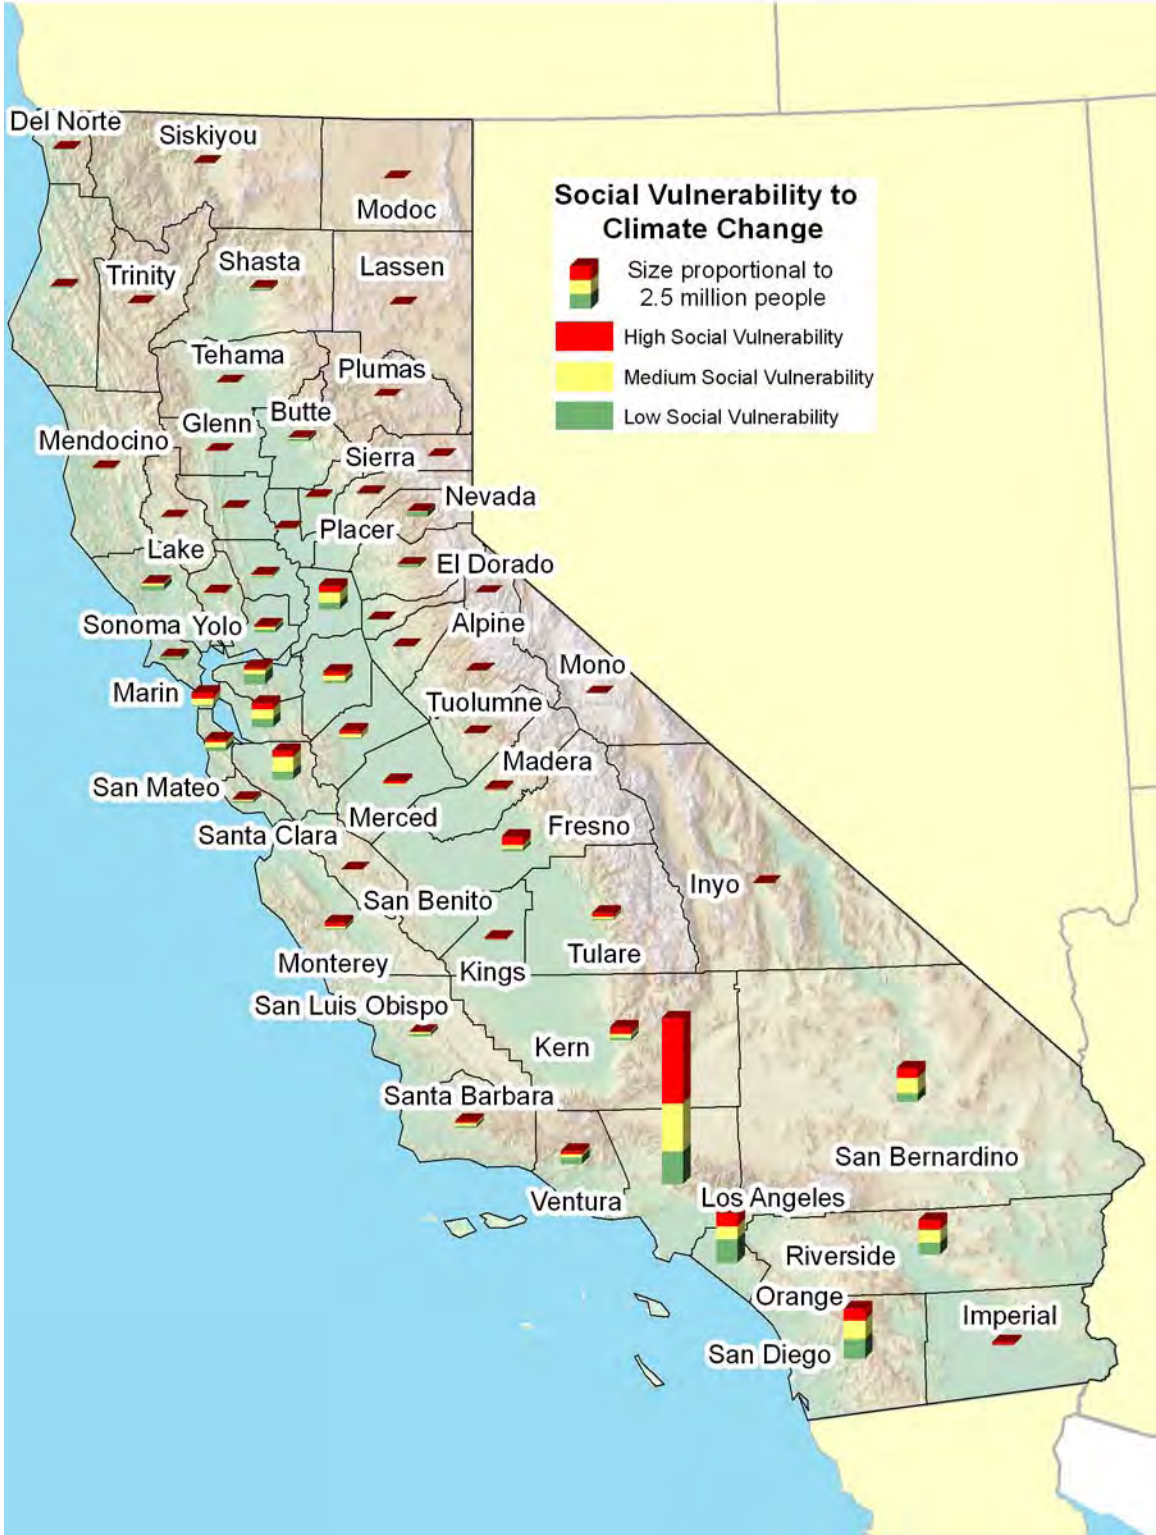 Del Norte
Siskiyou
Modoc
Social Vulnerability to
Climate Change
Size proportional to
2.5 million people
High Social Vulnerability
Medium Social Vulnerability
Low Social Vulnerability
Trinity
Shasta
Lassen
Tehama
Plumas
Glenn
Butte
Mendocino
Sierra
Nevada
Placer
Lake
El Dorado
Sonoma
Yolo
Alpine
Mono
Marin
Tuolumne
Madera
San Mateo
Merced
Santa Clara
Fresno
Inyo
San Benito
Tulare
Monterey
Kings
San Luis Obispo
Kern
Santa Barbara
San Bernardino
Ventura
Los Angeles
Riverside
Orange
Imperial
San Diego